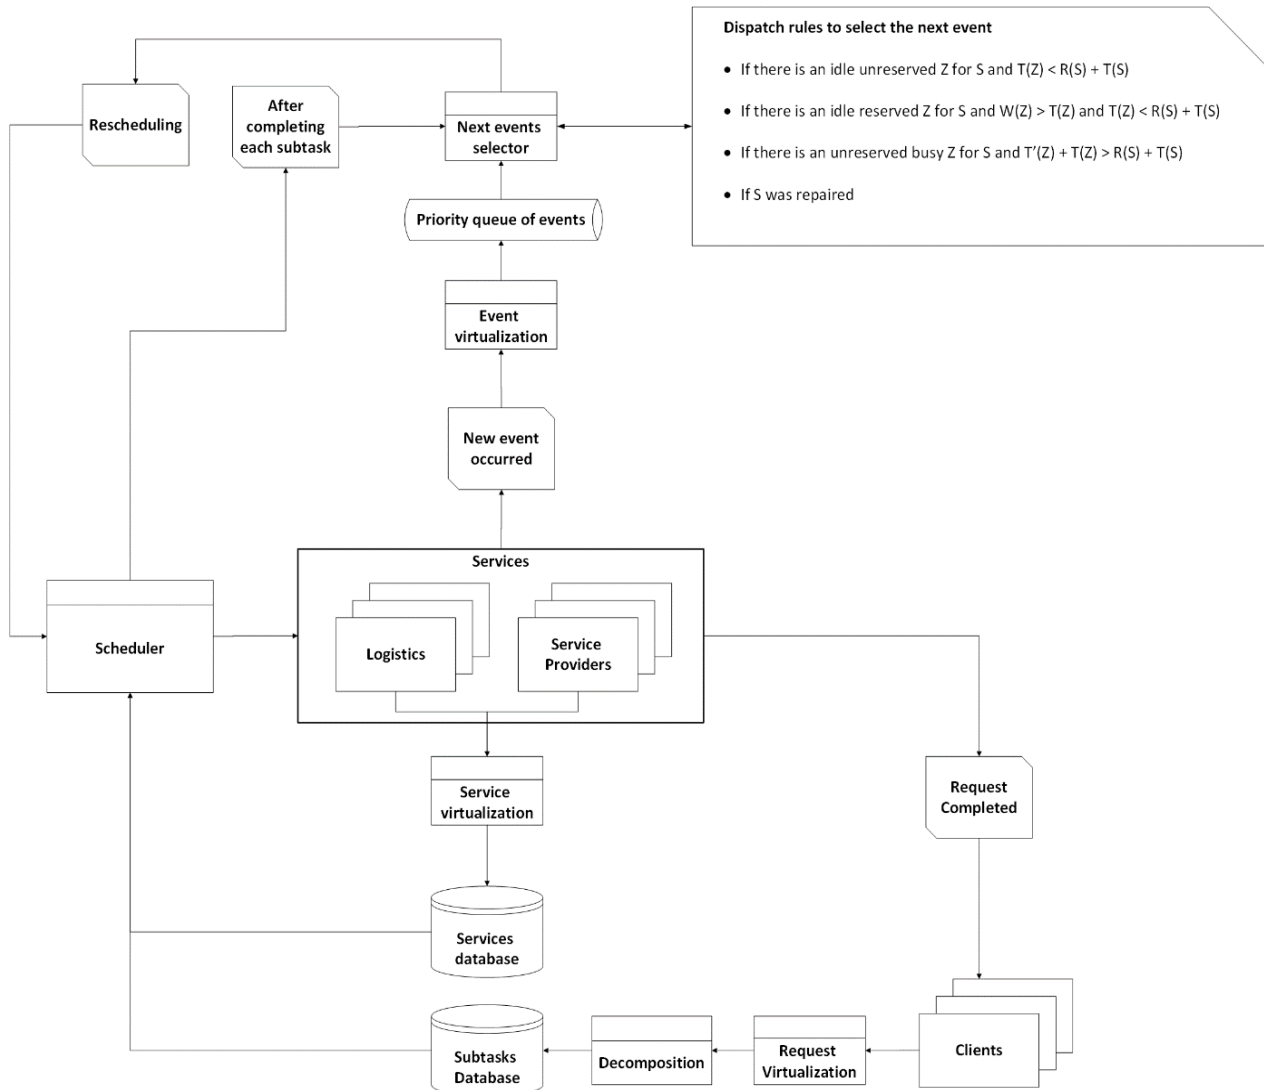 Dispatch rules to select the next event
• If there is an idle unreserved Z for S and T(Z) < R(S) + T(S)
• If there is an idle reserved Z for S and W(Z) > T(Z) and T(Z) < R(S) + T(S)
• If there is an unreserved busy Z for S and T’(Z) + T(Z) > R(S) + T(S)
• If S was repaired
Rescheduling
After
completing
each subtask
Next events
selector
Priority queue of events
Event
virtualization
New event
occurred
Services
Logistics
Service
Providers
Scheduler
Service
virtualization
Request
Completed
Services
database
Subtasks
Database
Decomposition
Request
Virtualization
Clients